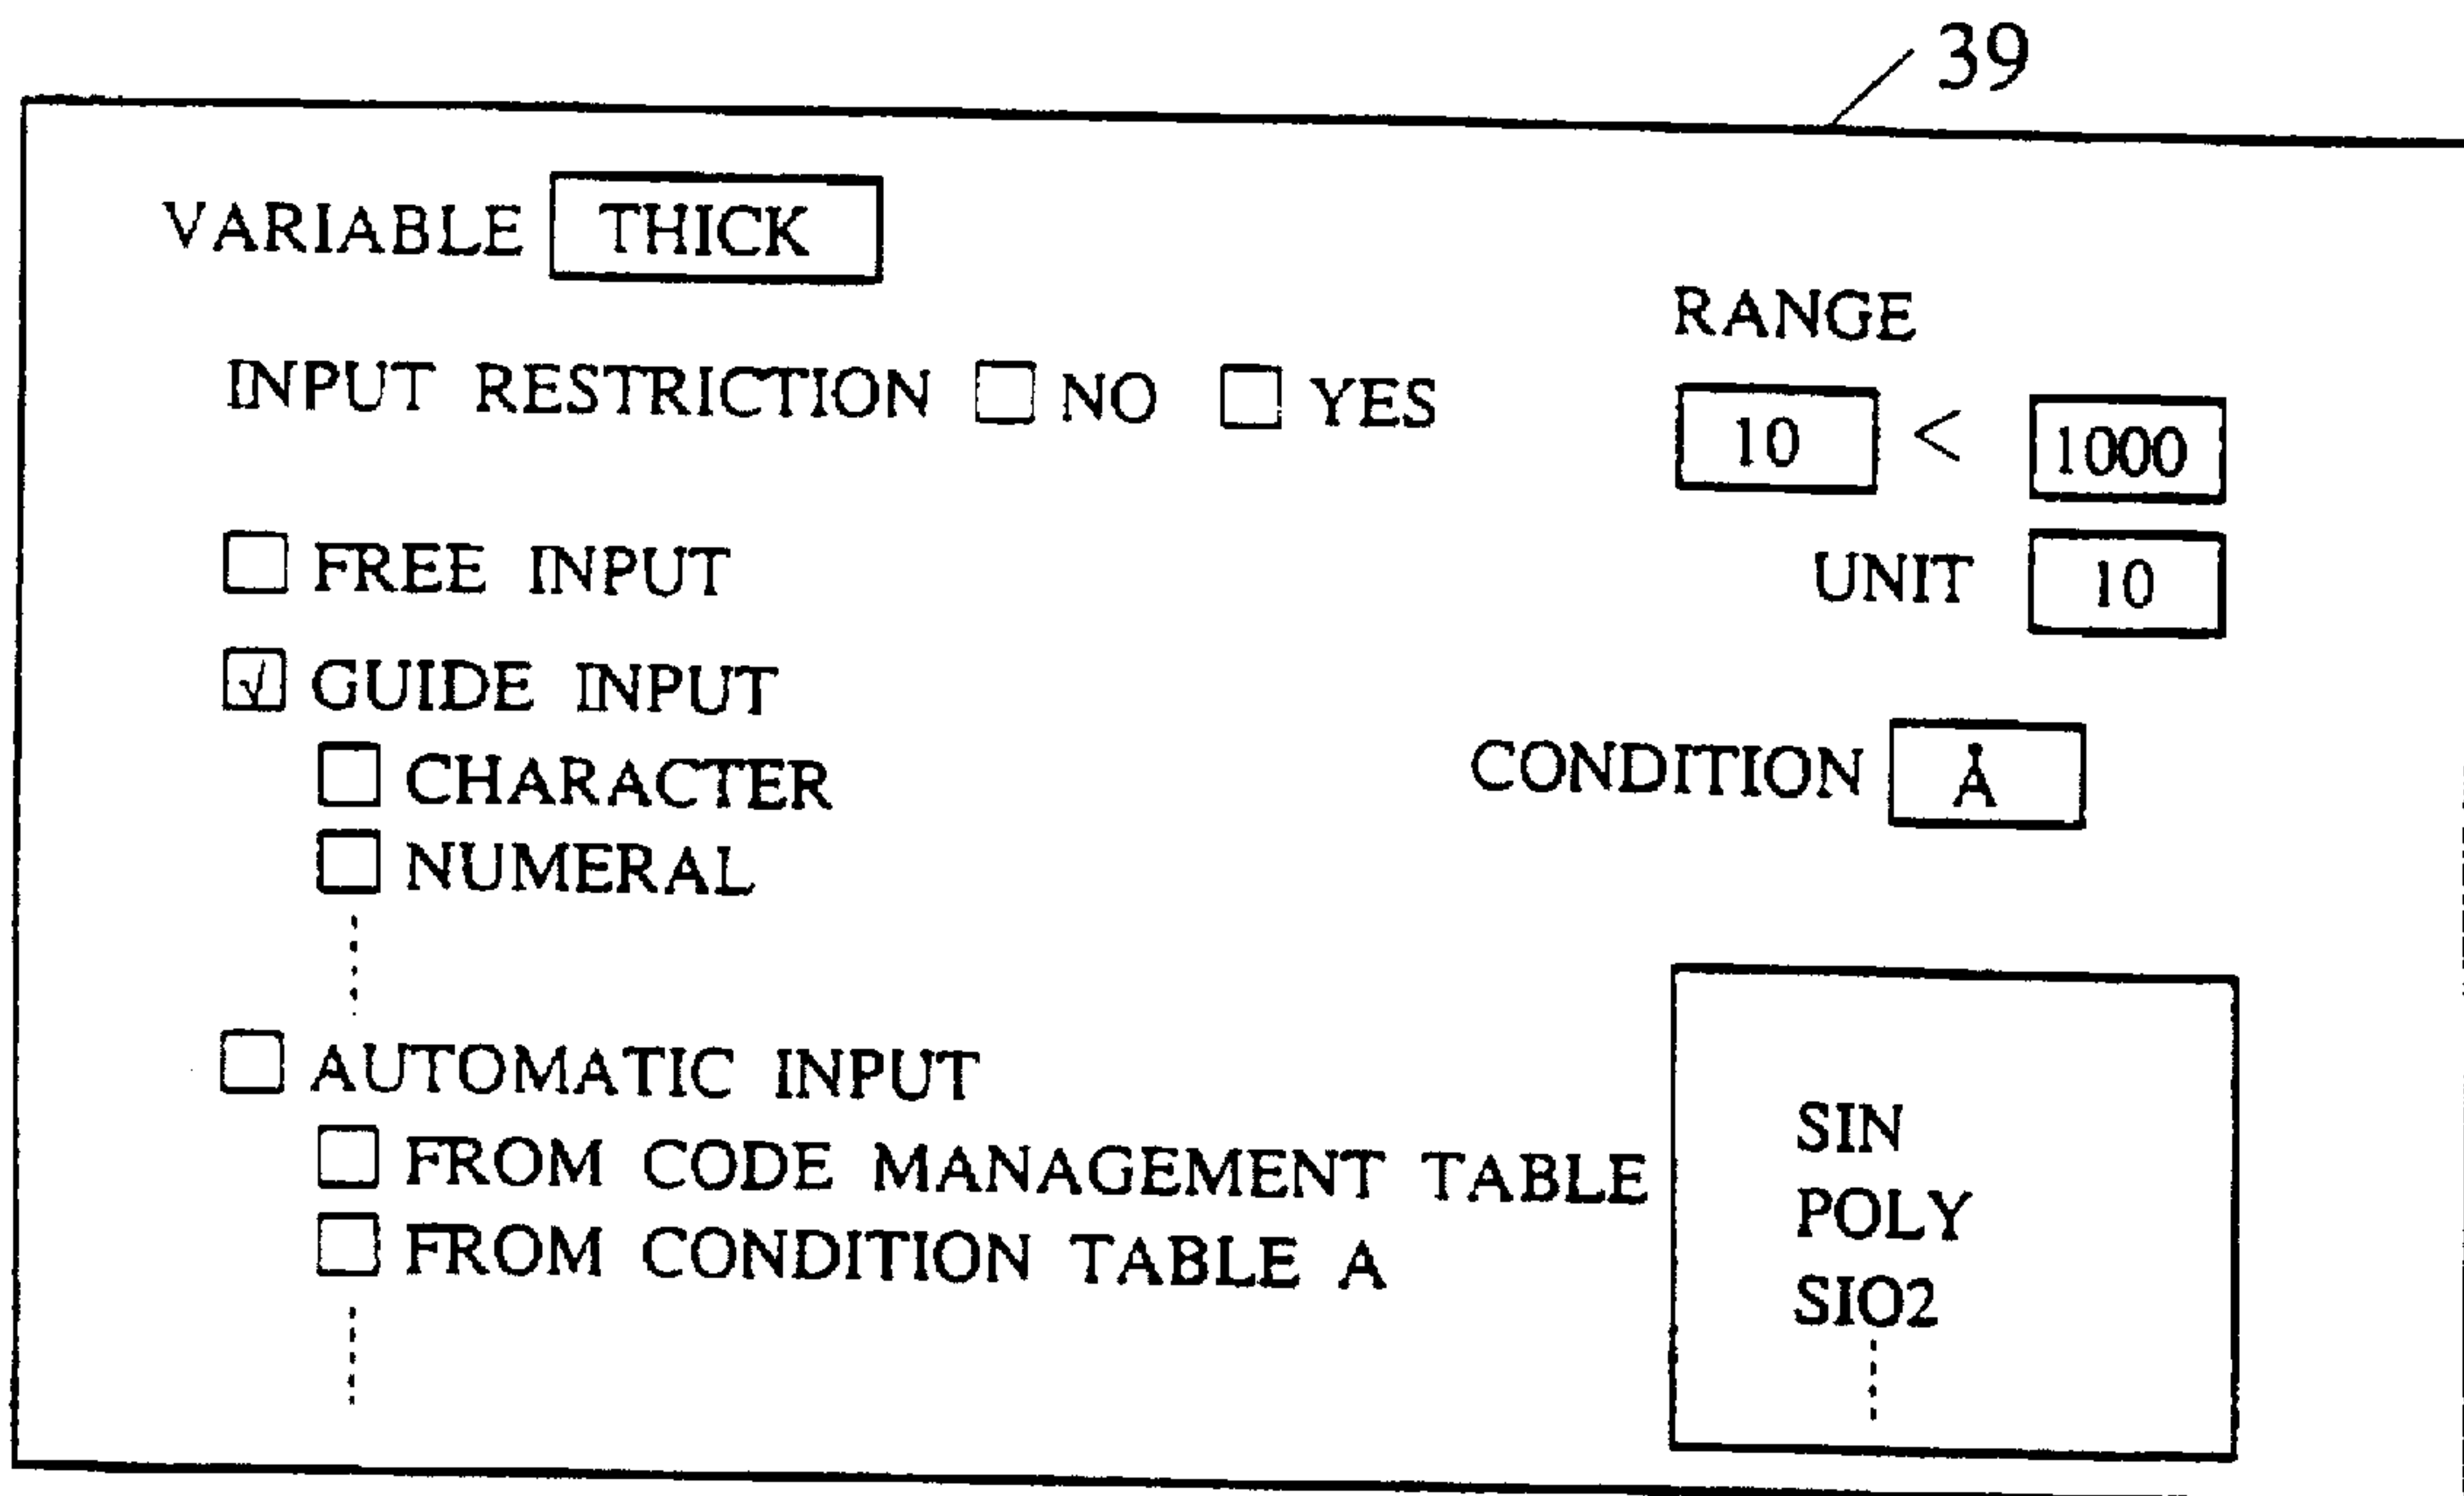 39
VARIABLE THICK
RANGE
INPUT RESTRICTION NO YES
10 < 1000
FREE INPUT
UNIT 10
GUIDE INPUT
CHARACTER
CONDITION Å
NUMERAL
AUTOMATIC INPUT
FROM CODE MANAGEMENT TABLE
FROM CONDITION TABLE A
SIN
POLY
SIO2